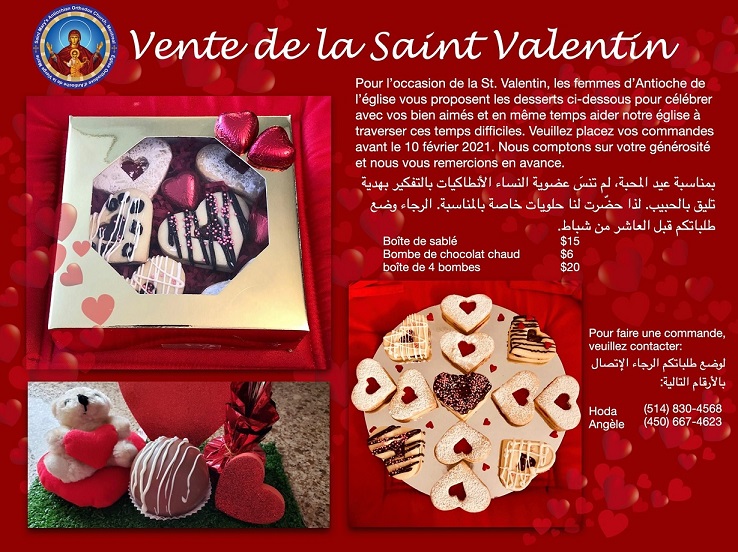 Saint Mary's Antiochian Orthodox Church, Montreal
Vente de la Saint Valentin
Pour l'occasion de la St. Valentin, les femmes d'Antioche de
l'église vous proposent les desserts ci-dessous pour célébrer
avec vos bien aimés et en même temps aider notre église à
traverser ces temps difficiles. Veuillez placez vos commandes
avant le 10 février 2021. Nous comptons sur votre générosité
et nous vous remercions en avance.
بمناسبة عيد المحبة، لم تنسَ عضوية النساء الأنطاكيات بالتفكير بهدية
تليق بالحبيب. لذا حضّرت لنا حلويات خاصة بالمناسبة. الرجاء وضع
طلباتكم قبل العاشر من شباط.
Boîte de sablé $15
Bombe de chocolat chaud $6
boîte de 4 bombes $20
Pour faire une commande,
veuillez contacter:
لوضع طلباتكم الرجاء الإتصال
بالأرقام التالية:
Hoda (514) 830-4568
Angèle (450) 667-4623